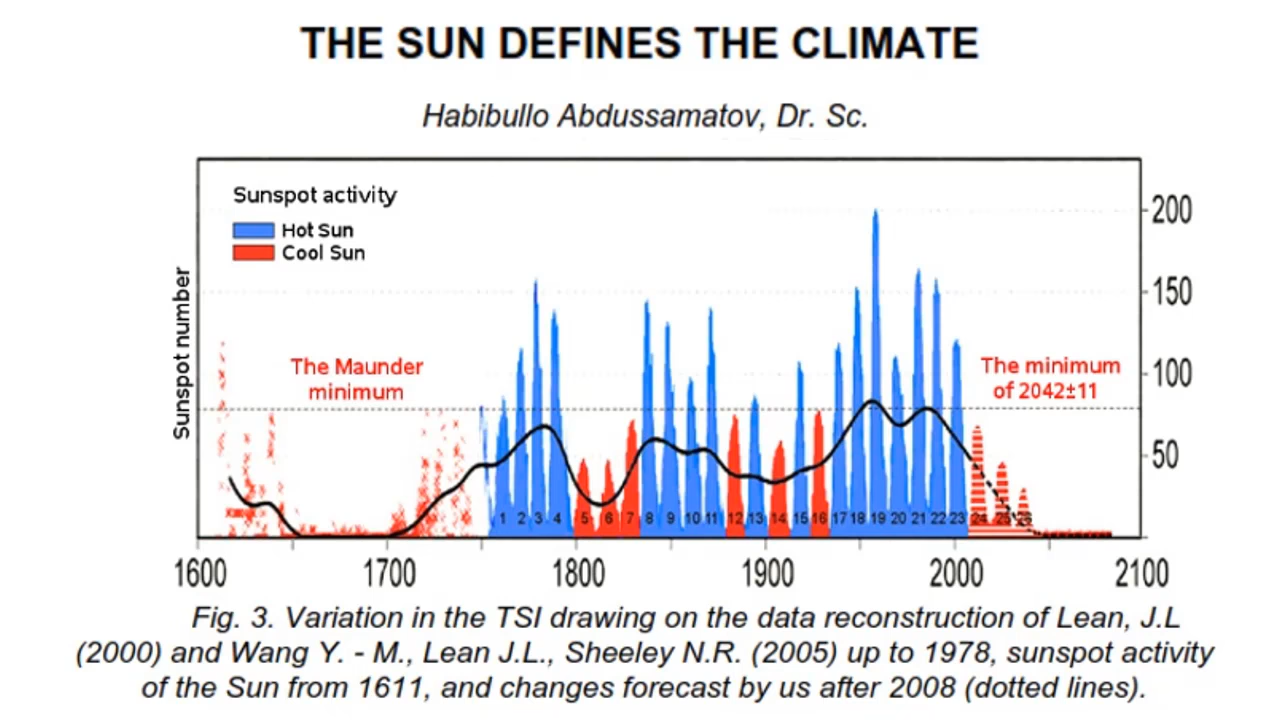 THE SUN DEFINES THE CLIMATE
Habibullo Abdussamatov, Dr. Sc.
Sunspot activity
Hot Sun
Cool Sun
Sunspot number
The Maunder
minimum
The minimum
of 2042±11
200
150
100
50
1 2 3 4 5 6 7 8 9 10 11 12 13 14 15 16 17 18 19 20 21 22 23 24 25 26
1600 1700 1800 1900 2000 2100
Fig. 3. Variation in the TSI drawing on the data reconstruction of Lean, J.L
(2000) and Wang Y. - M., Lean J.L., Sheeley N.R. (2005) up to 1978, sunspot activity
of the Sun from 1611, and changes forecast by us after 2008 (dotted lines).